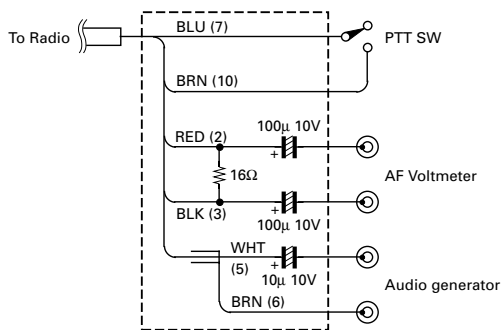 BLU (7)
To Radio
PTT SW
BRN (10)
100µ 10V
RED (2)
+
16Ω
AF Voltmeter
BLK (3)
+
100µ 10V
WHT
(5)
+
10µ 10V
Audio generator
BRN (6)